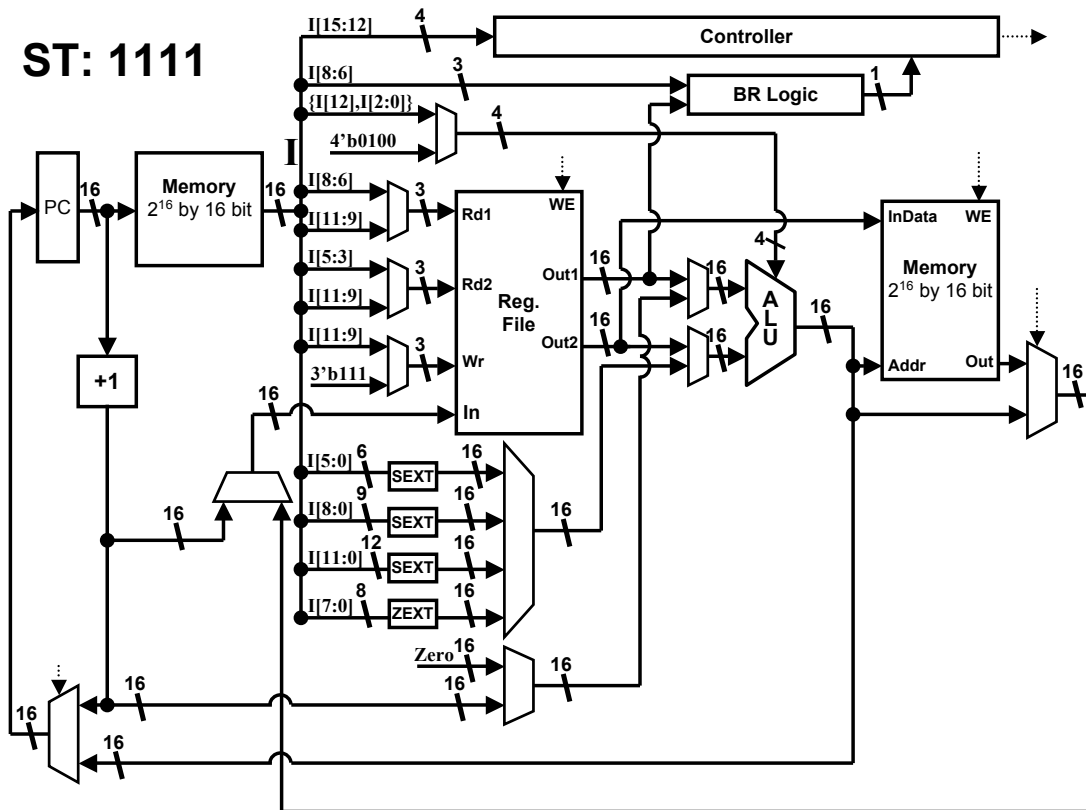 ST: 1111
I[15:12]
4
Controller
I[8:6]
3
BR Logic
1
{I[12],I[2:0]}
4
4'b0100
I
PC
16
Memory
2^16 by 16 bit
16
I[8:6]
3
I[11:9]
Rd1
WE
I[5:3]
3
I[11:9]
Rd2
Reg.
File
Out1
16
Out2
16
I[11:9]
3
3'b111
Wr
16
In
16
16
4
ALU
16
InData
WE
Memory
2^16 by 16 bit
Addr
Out
16
+1
I[5:0]
6
SEXT
16
I[8:0]
9
SEXT
16
16
16
I[11:0]
12
SEXT
16
I[7:0]
8
ZEXT
16
Zero
16
16
16
16
16
16